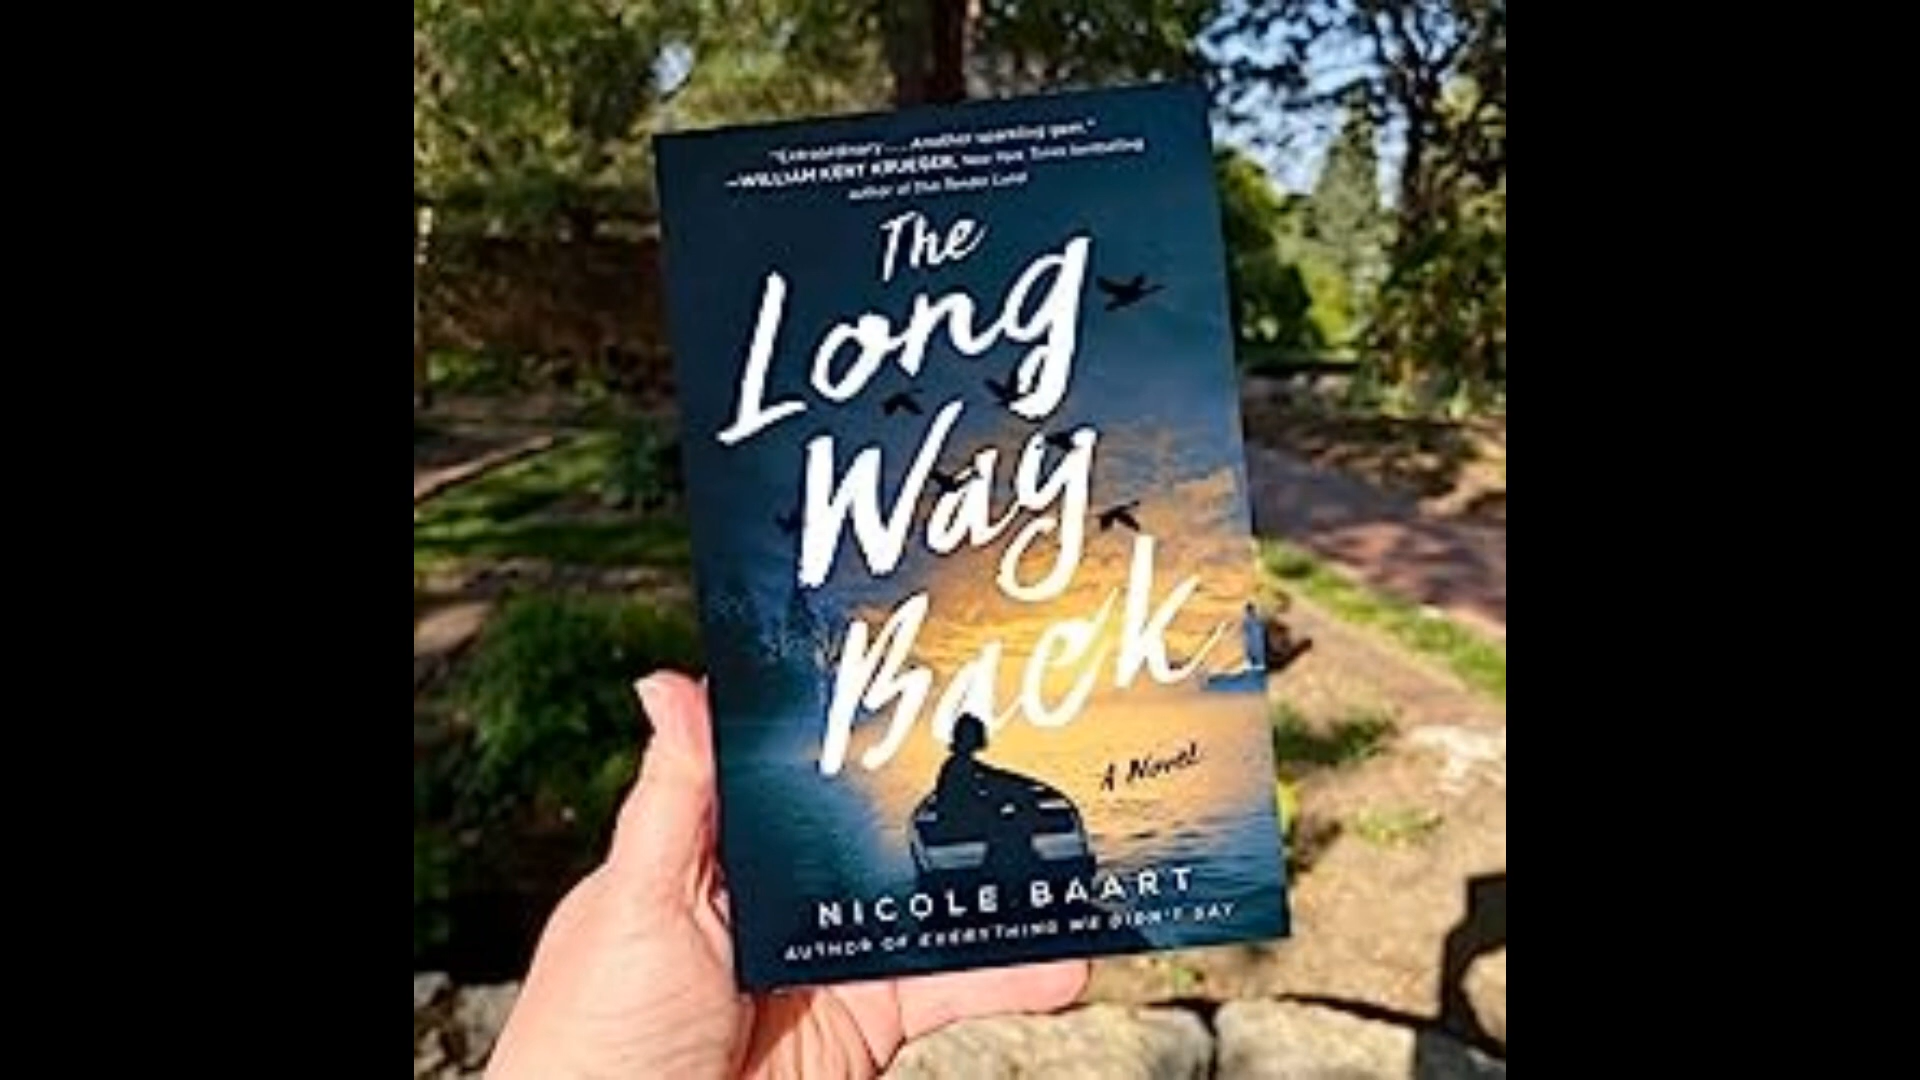 "Extraordinary . . . Another sparkling gem."
—WILLIAM KENT KRUEGER, New York Times bestselling
author of This Tender Land
The
Long
Way
Back
A Novel
NICOLE BAART
AUTHOR OF EVERYTHING WE DIDN'T SAY